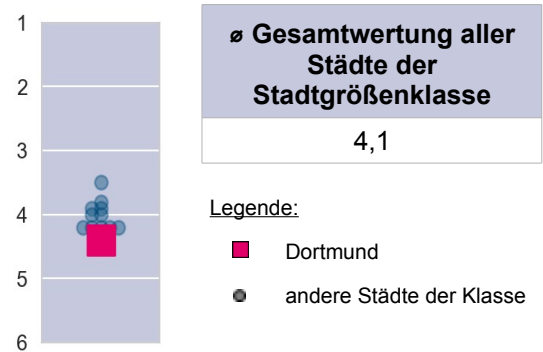 1
2
3
4
5
6
ø Gesamtwertung aller
Städte der
Stadtgrößenklasse
4,1
Legende:
Dortmund
andere Städte der Klasse